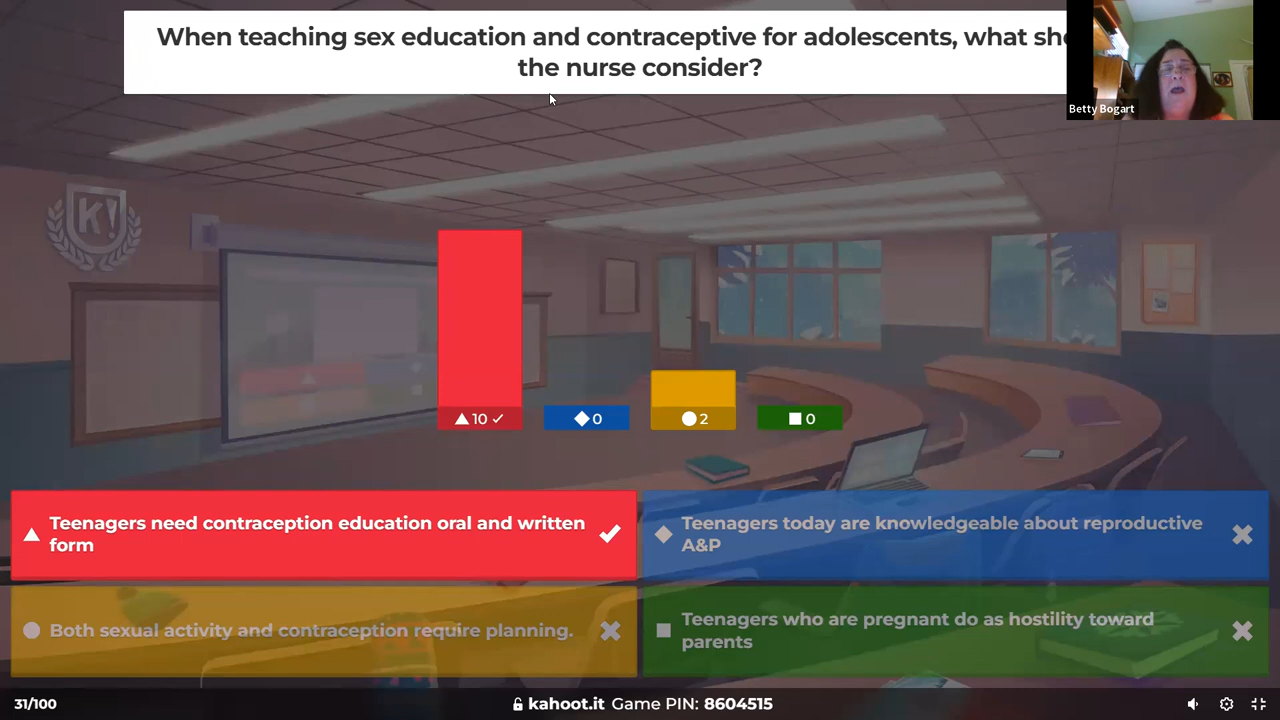 When teaching sex education and contraceptive for adolescents, what
the nurse consider?
Betty Bogart
K!
10
0
2
0
Teenagers need contraception education oral and written
form
Teenagers today are knowledgeable about reproductive
A&P
Both sexual activity and contraception require planning.
Teenagers who are pregnant do as hostility toward
parents
31/100
kahoot.it Game PIN: 8604515